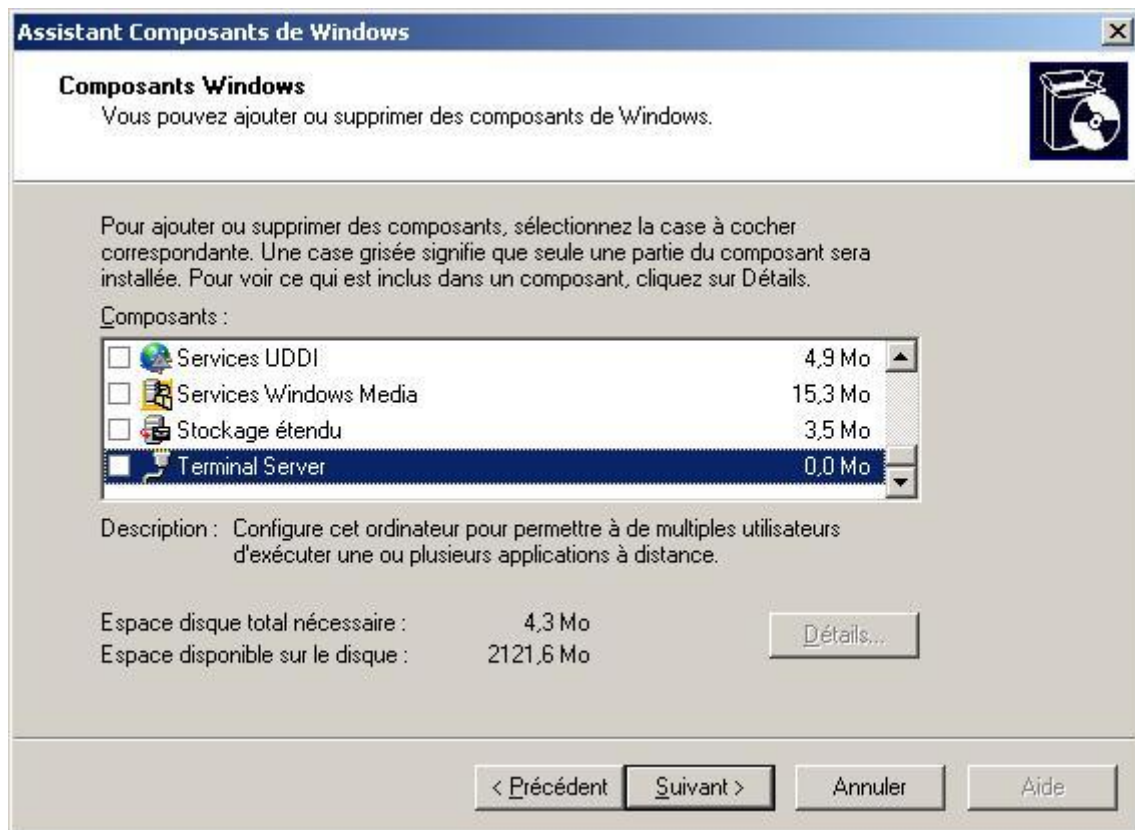 Assistant Composants de Windows
Composants Windows
Vous pouvez ajouter ou supprimer des composants de Windows.
Pour ajouter ou supprimer des composants, sélectionnez la case à cocher
correspondante. Une case grisée signifie que seule une partie du composant sera
installée. Pour voir ce qui est inclus dans un composant, cliquez sur Détails.
Composants :
Services UDDI 4,9 Mo
Services Windows Media 15,3 Mo
Stockage étendu 3,5 Mo
Terminal Server 0,0 Mo
Description : Configure cet ordinateur pour permettre à de multiples utilisateurs
d'exécuter une ou plusieurs applications à distance.
Espace disque total nécessaire : 4,3 Mo
Espace disponible sur le disque : 2121,6 Mo
Détails...
< Précédent Suivant > Annuler Aide